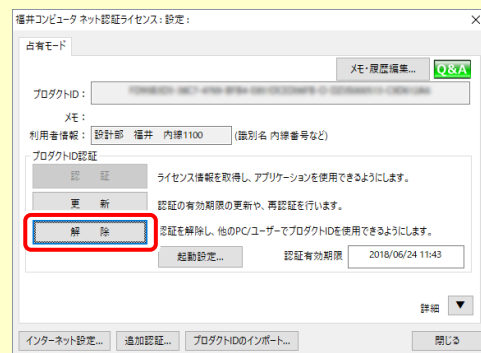 福井コンピュータ ネット認証ライセンス : 設定 :
占有モード
メモ・履歴編集... Q&A
プロダクトID :
メモ :
利用者情報 : 設計部 福井 内線1100 (識別名 内線番号など)
プロダクトID認証
認 証 ライセンス情報を取得し、アプリケーションを使用できるようにします。
更 新 認証の有効期限の更新や、再認証を行います。
解 除 認証を解除し、他のPC/ユーザーでプロダクトIDを使用できるようにします。
起動設定... 認証有効期限 2018/06/24 11:43
詳細 ▼
インターネット設定... 追加認証... プロダクトIDのインポート... 閉じる